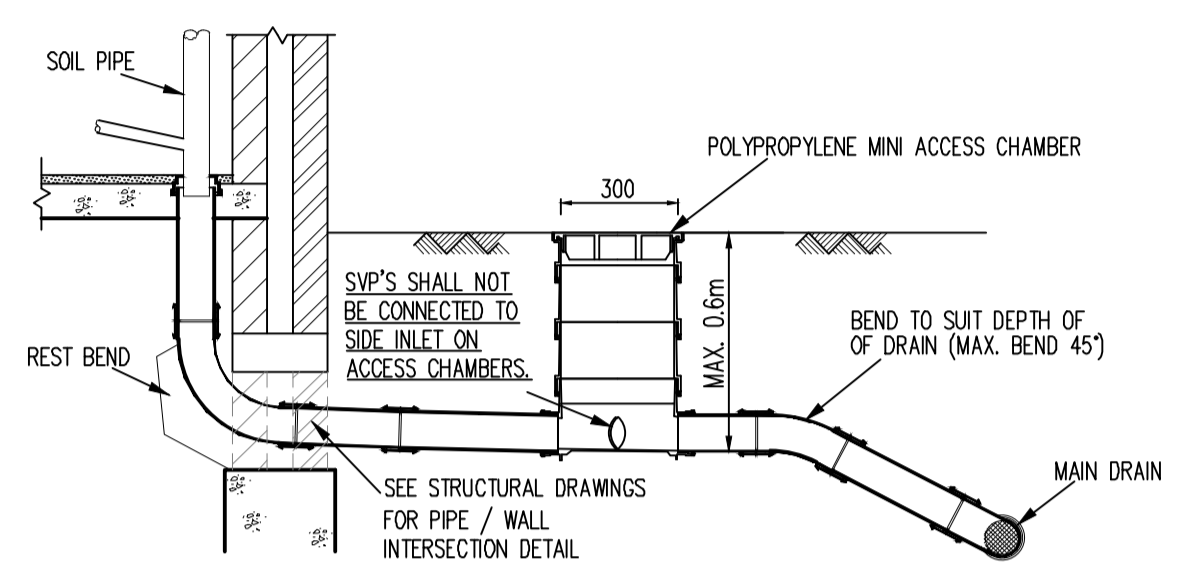 SOIL PIPE
POLYPROPYLENE MINI ACCESS CHAMBER
300
SVP'S SHALL NOT
BE CONNECTED TO
SIDE INLET ON
ACCESS CHAMBERS.
MAX. 0.6m
BEND TO SUIT DEPTH OF
OF DRAIN (MAX. BEND 45°)
REST BEND
MAIN DRAIN
SEE STRUCTURAL DRAWINGS
FOR PIPE / WALL
INTERSECTION DETAIL